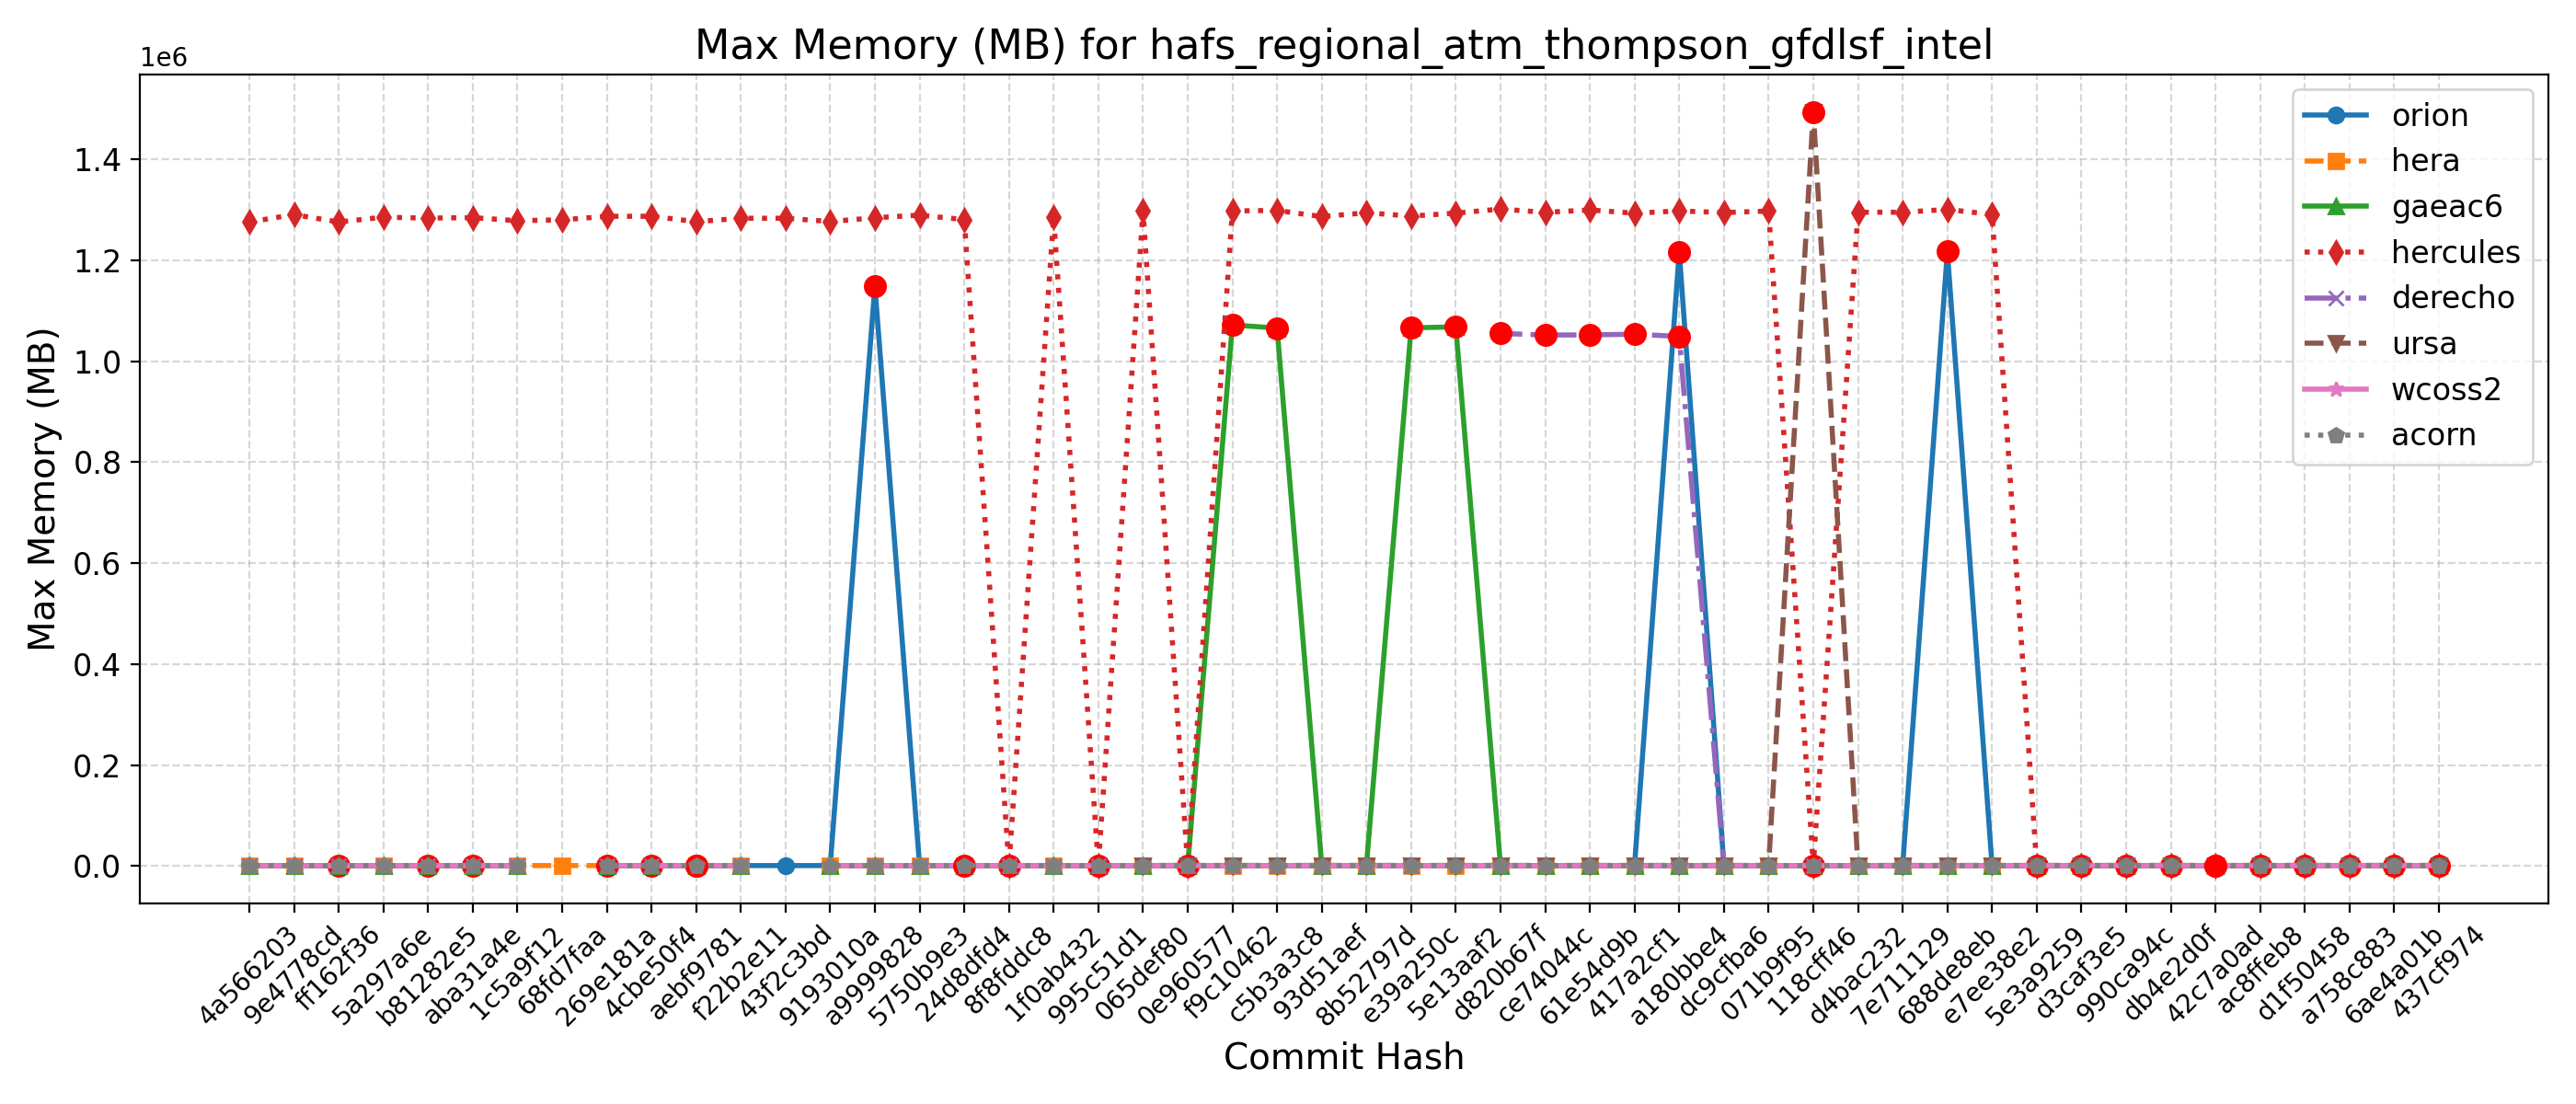 Max Memory (MB) for hafs_regional_atm_thompson_gfdlsf_intel
1e6
1.4
1.2
1.0
0.8
0.6
0.4
0.2
0.0
Max Memory (MB)
orion
hera
gaeac6
hercules
derecho
ursa
wcoss2
acorn
4a566203
9e4778cd
ff162f36
5a297a6e
b81282e5
aba31a4e
1c5a9f12
68fd7faa
269e181a
4cbe50f4
aebf9781
f22b2e11
43f2c3bd
9193010a
a9999828
5750b9e3
24d8dfd4
8f8fddc8
1f0ab432
995c51d1
065def80
0e960577
f9c10462
c5b3a3c8
93d51aef
8b52797d
e39a250c
5e13aaf2
d820b67f
ce74044c
61e54d9b
417a2cf1
a180bbe4
dc9cfba6
071b9f95
118cff46
d4bac232
7e711129
688de8eb
e7ee38e2
5e3a9259
d3caf3e5
990ca94c
db4e2d0f
42c7a0ad
ac8ffeb8
d1f50458
a758c883
6ae4a01b
437cf974
Commit Hash